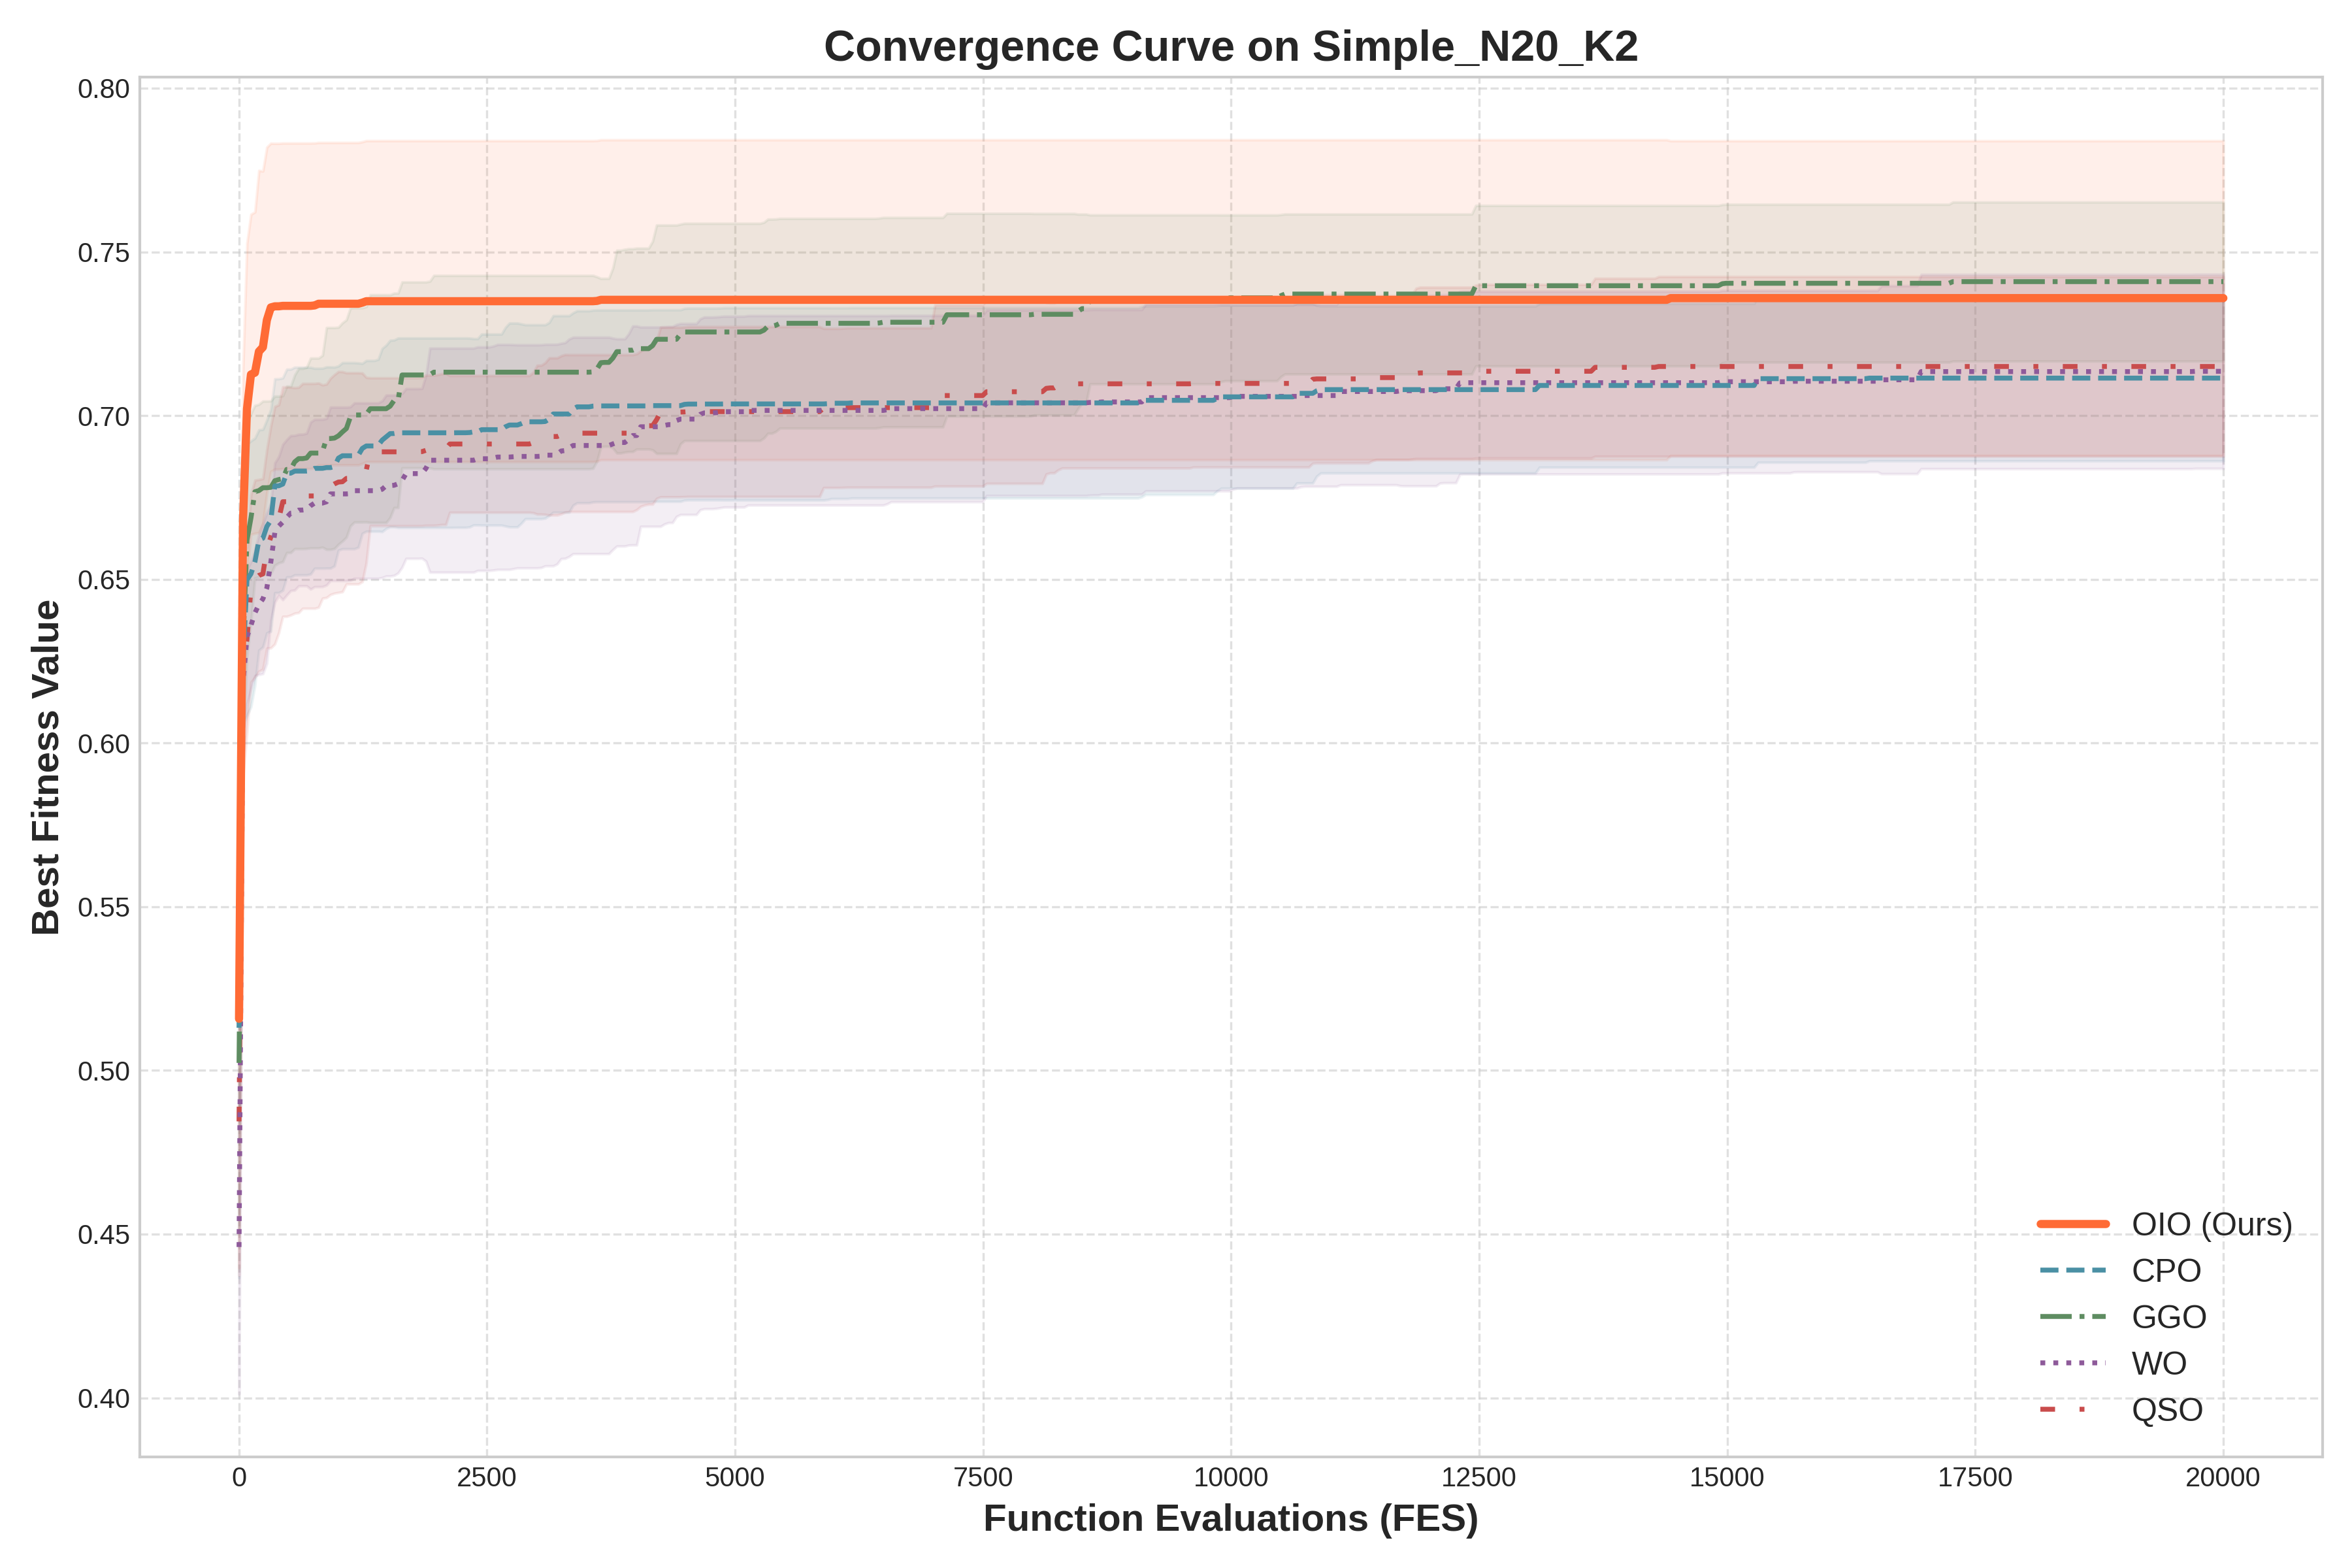 Convergence Curve on Simple_N20_K2
0.80
0.75
0.70
0.65
0.60
0.55
0.50
0.45
0.40
Best Fitness Value
0 2500 5000 7500 10000 12500 15000 17500 20000
Function Evaluations (FES)
OIO (Ours)
CPO
GGO
WO
QSO